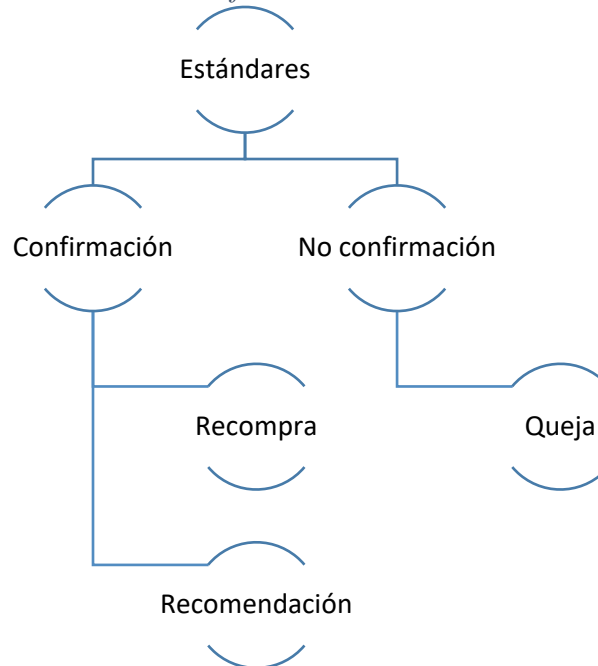 Estándares
Confirmación
No confirmación
Recompra
Queja
Recomendación